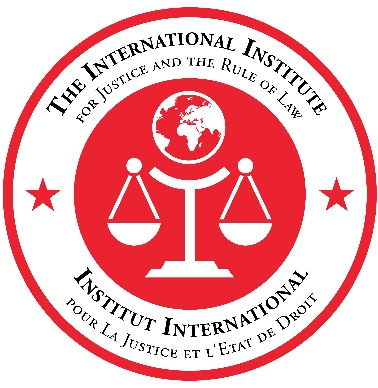 The International Institute
for Justice and the Rule of Law
Institut International
pour La Justice et l'Etat de Droit